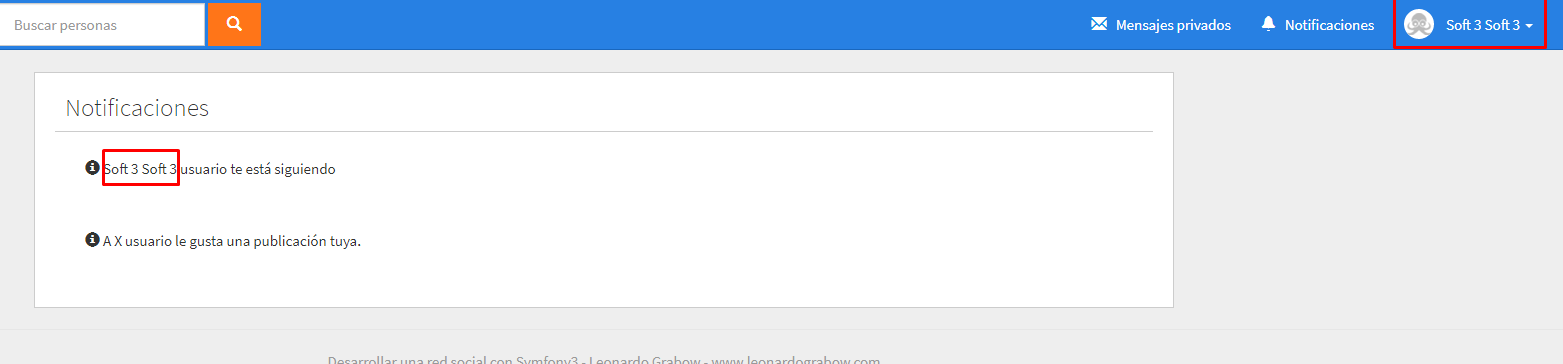 Buscar personas
Mensajes privados
Notificaciones
Soft 3 Soft 3
Notificaciones
Soft 3 Soft 3 usuario te está siguiendo
A X usuario le gusta una publicación tuya.
Desarrollar una red social con Symfony3 - Leonardo Grabow - www.leonardograbow.com